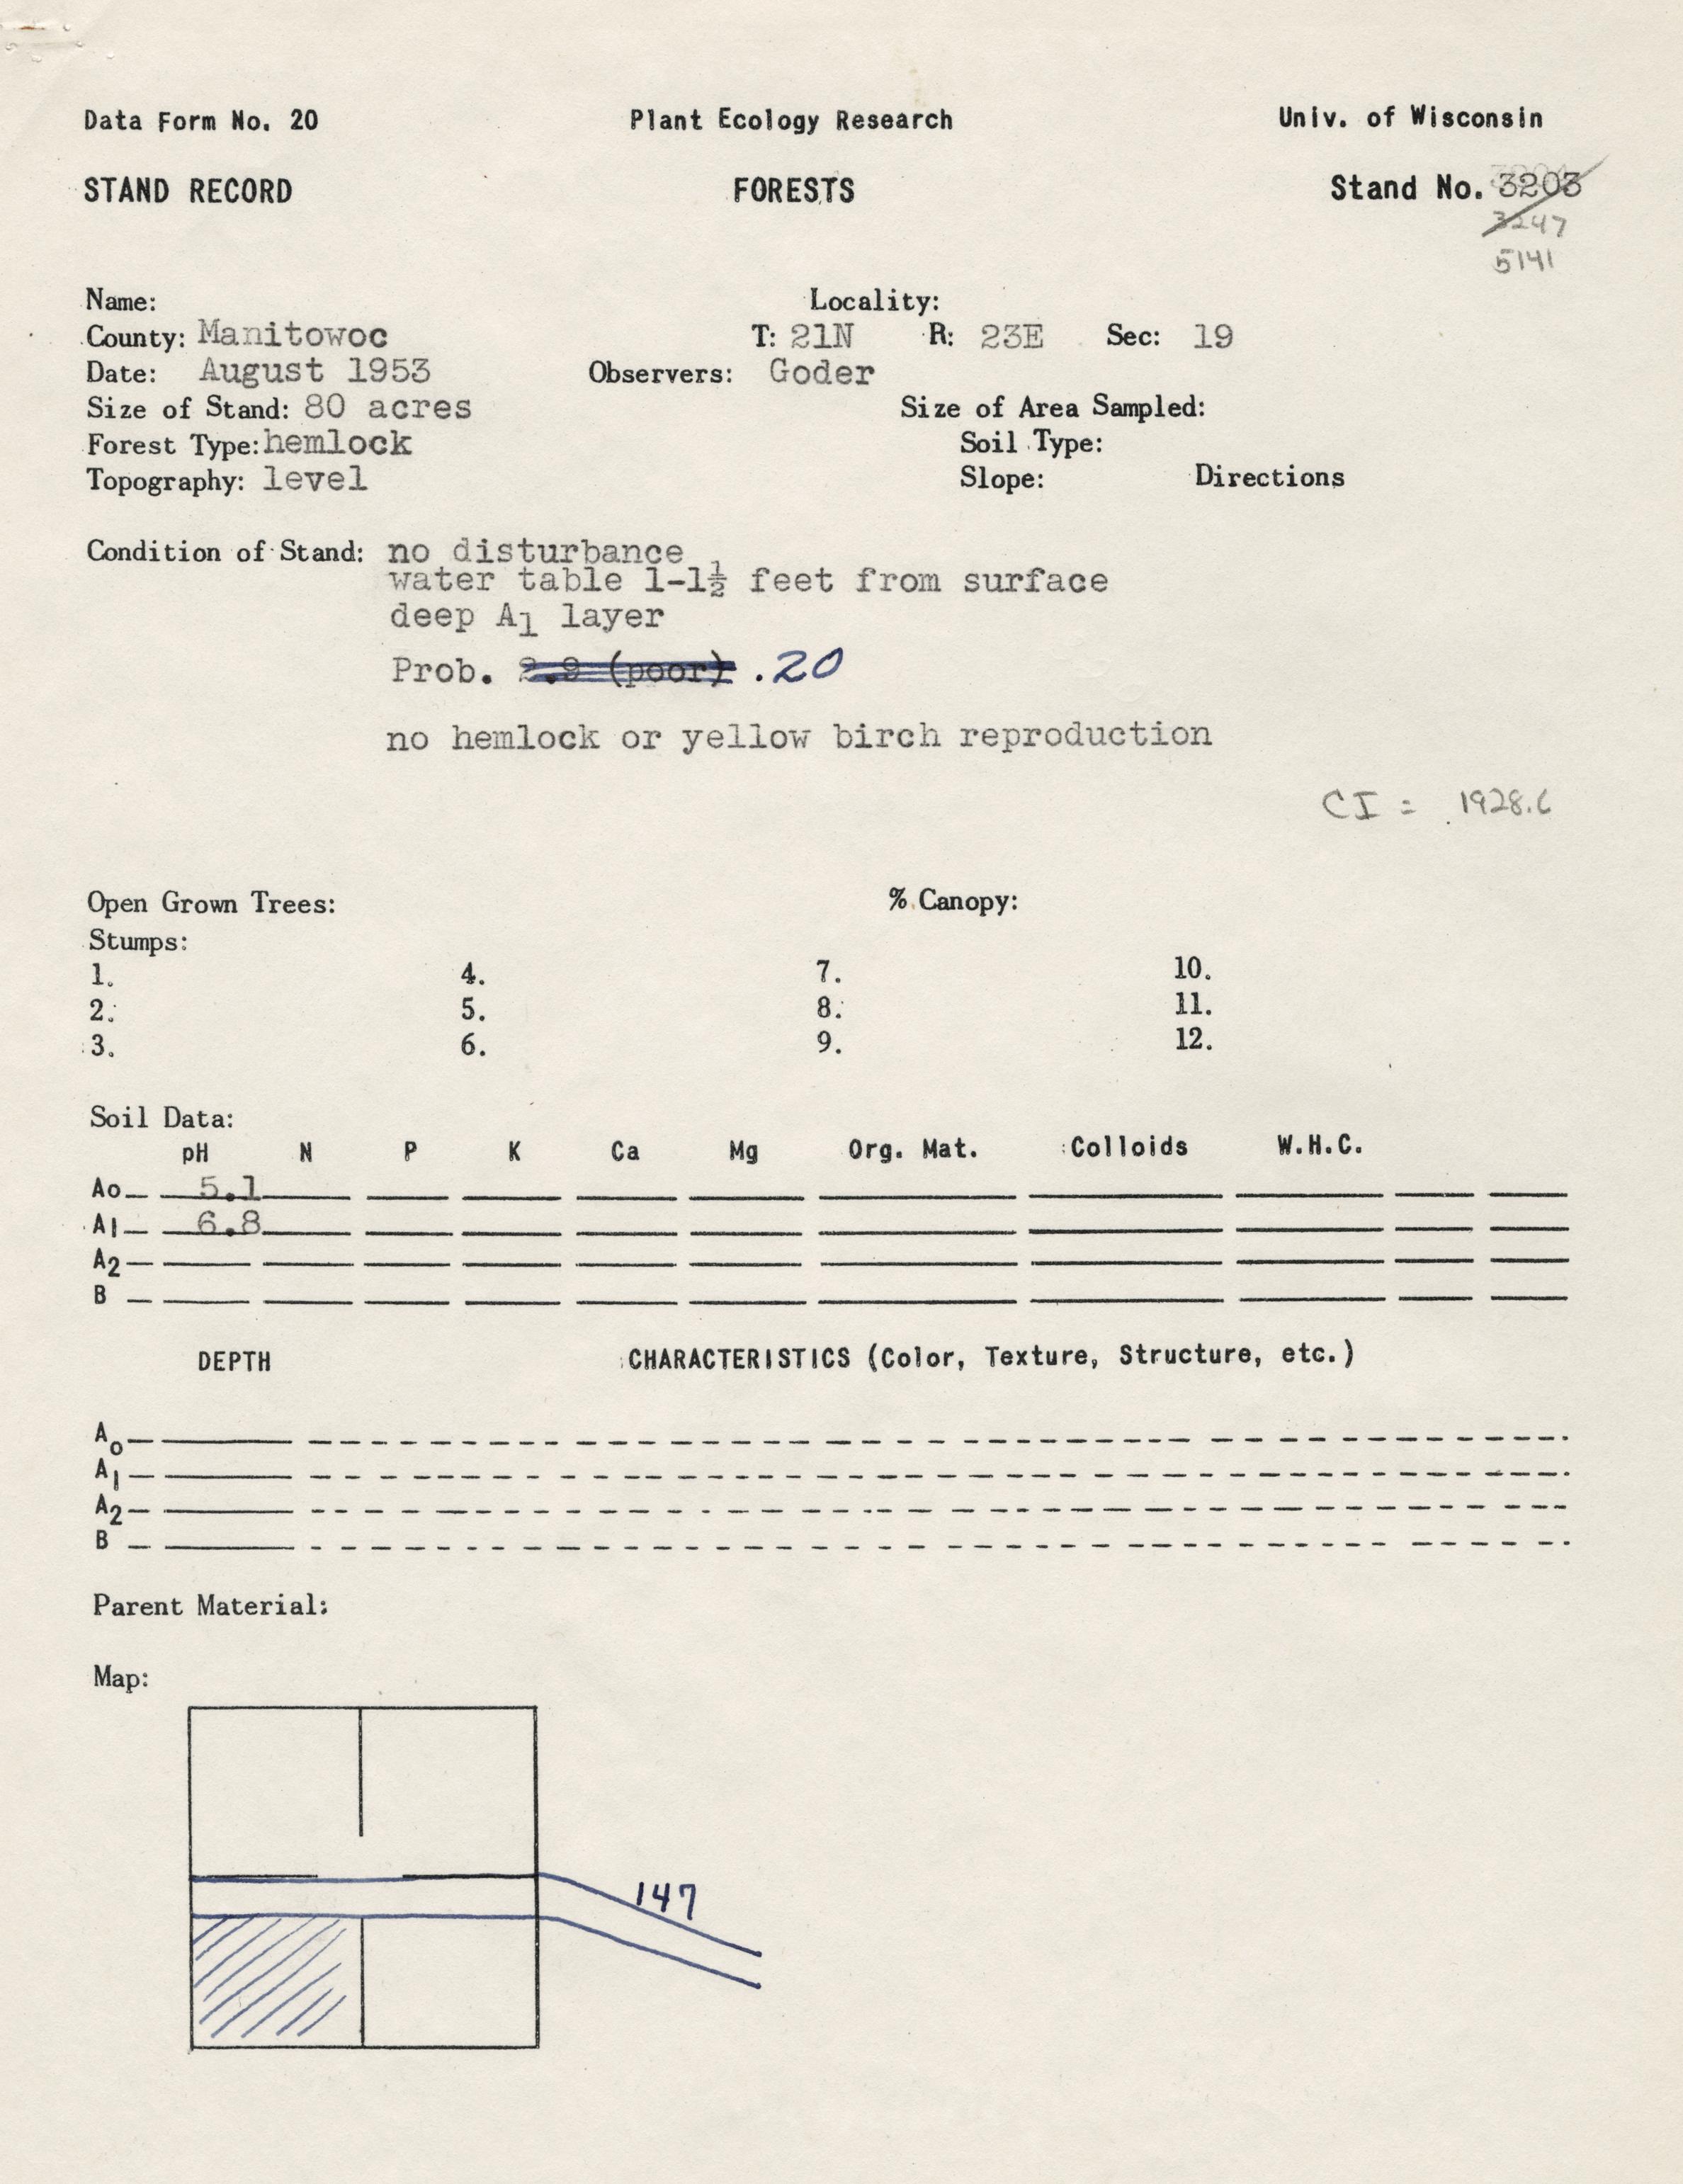 Data Form No. 20 Plant Ecology Research Univ. of Wisconsin
STAND RECORD FORESTS Stand No. 3203
3247
5141
Name: Locality:
County: Manitowoc T: 21N R: 23E Sec: 19
Date: August 1953 Observers: Goder
Size of Stand: 80 acres Size of Area Sampled:
Forest Type: hemlock Soil Type:
Topography: level Slope: Directions
Condition of Stand: no disturbance
water table 1-1½ feet from surface
deep A1 layer
Prob. 2.9 (poor) .20
no hemlock or yellow birch reproduction
CI = 1928.6
Open Grown Trees: % Canopy:
Stumps:
1. 4. 7. 10.
2. 5. 8. 11.
3. 6. 9. 12.
Soil Data:
pH N P K Ca Mg Org. Mat. Colloids W.H.C.
Ao 5.1
A1 6.8
A2
B
DEPTH CHARACTERISTICS (Color, Texture, Structure, etc.)
Ao
A1
A2
B
Parent Material:
Map:
147